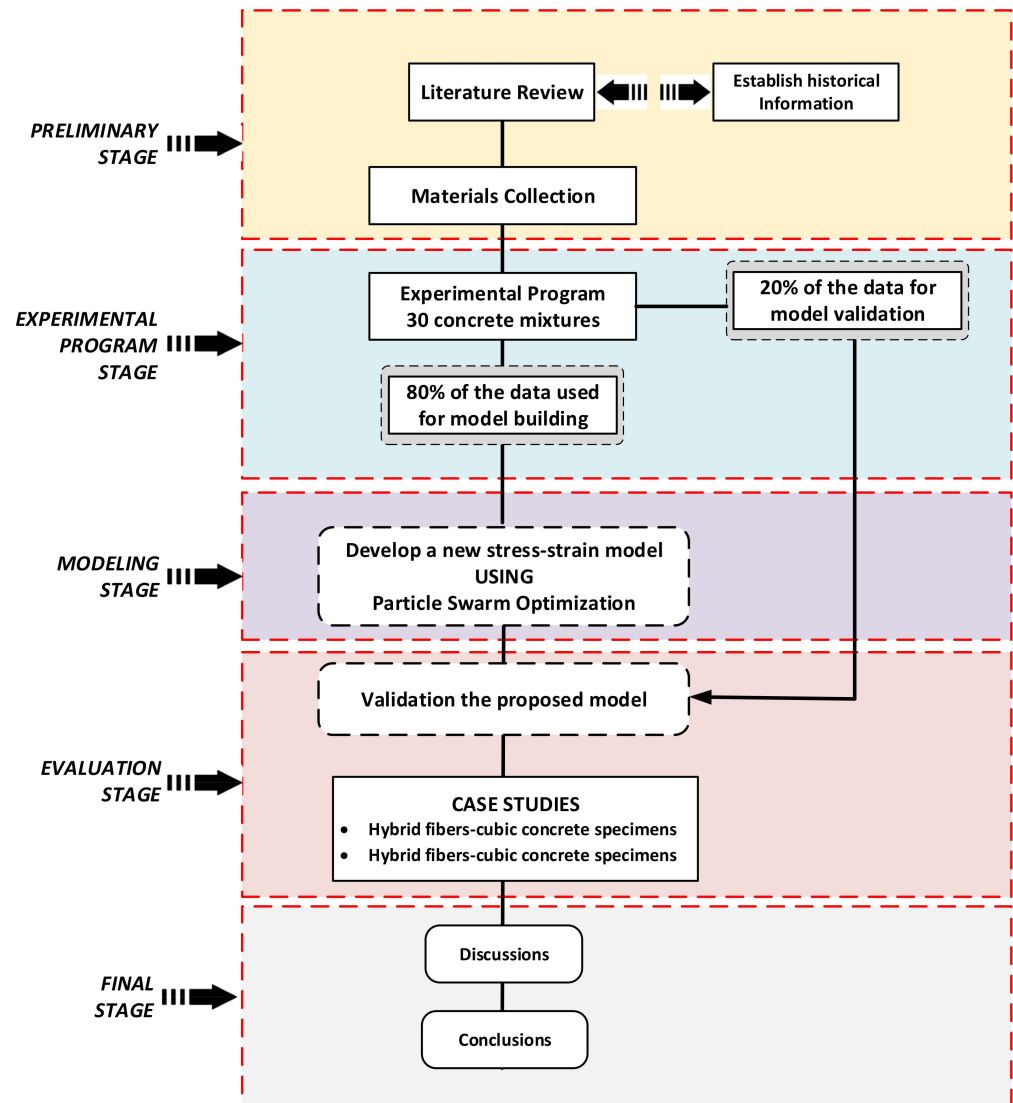 PRELIMINARY
STAGE
Literature Review
Establish historical
Information
Materials Collection
EXPERIMENTAL
PROGRAM
STAGE
Experimental Program
30 concrete mixtures
20% of the data for
model validation
80% of the data used
for model building
MODELING
STAGE
Develop a new stress-strain model
USING
Particle Swarm Optimization
EVALUATION
STAGE
Validation the proposed model
CASE STUDIES
• Hybrid fibers-cubic concrete specimens
• Hybrid fibers-cubic concrete specimens
FINAL
STAGE
Discussions
Conclusions